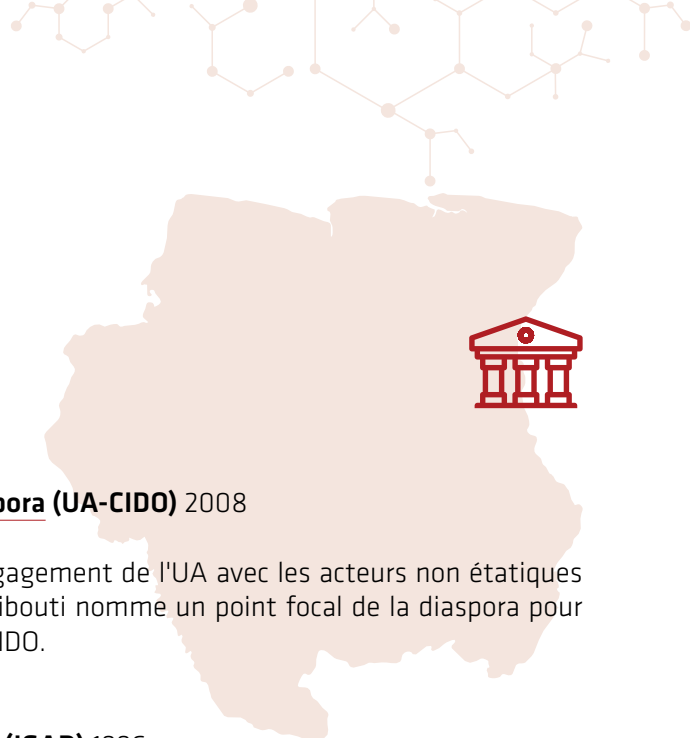 pora (UA-CIDO) 2008
gagement de l'UA avec les acteurs non étatiques
ibouti nomme un point focal de la diaspora pour
IDO.